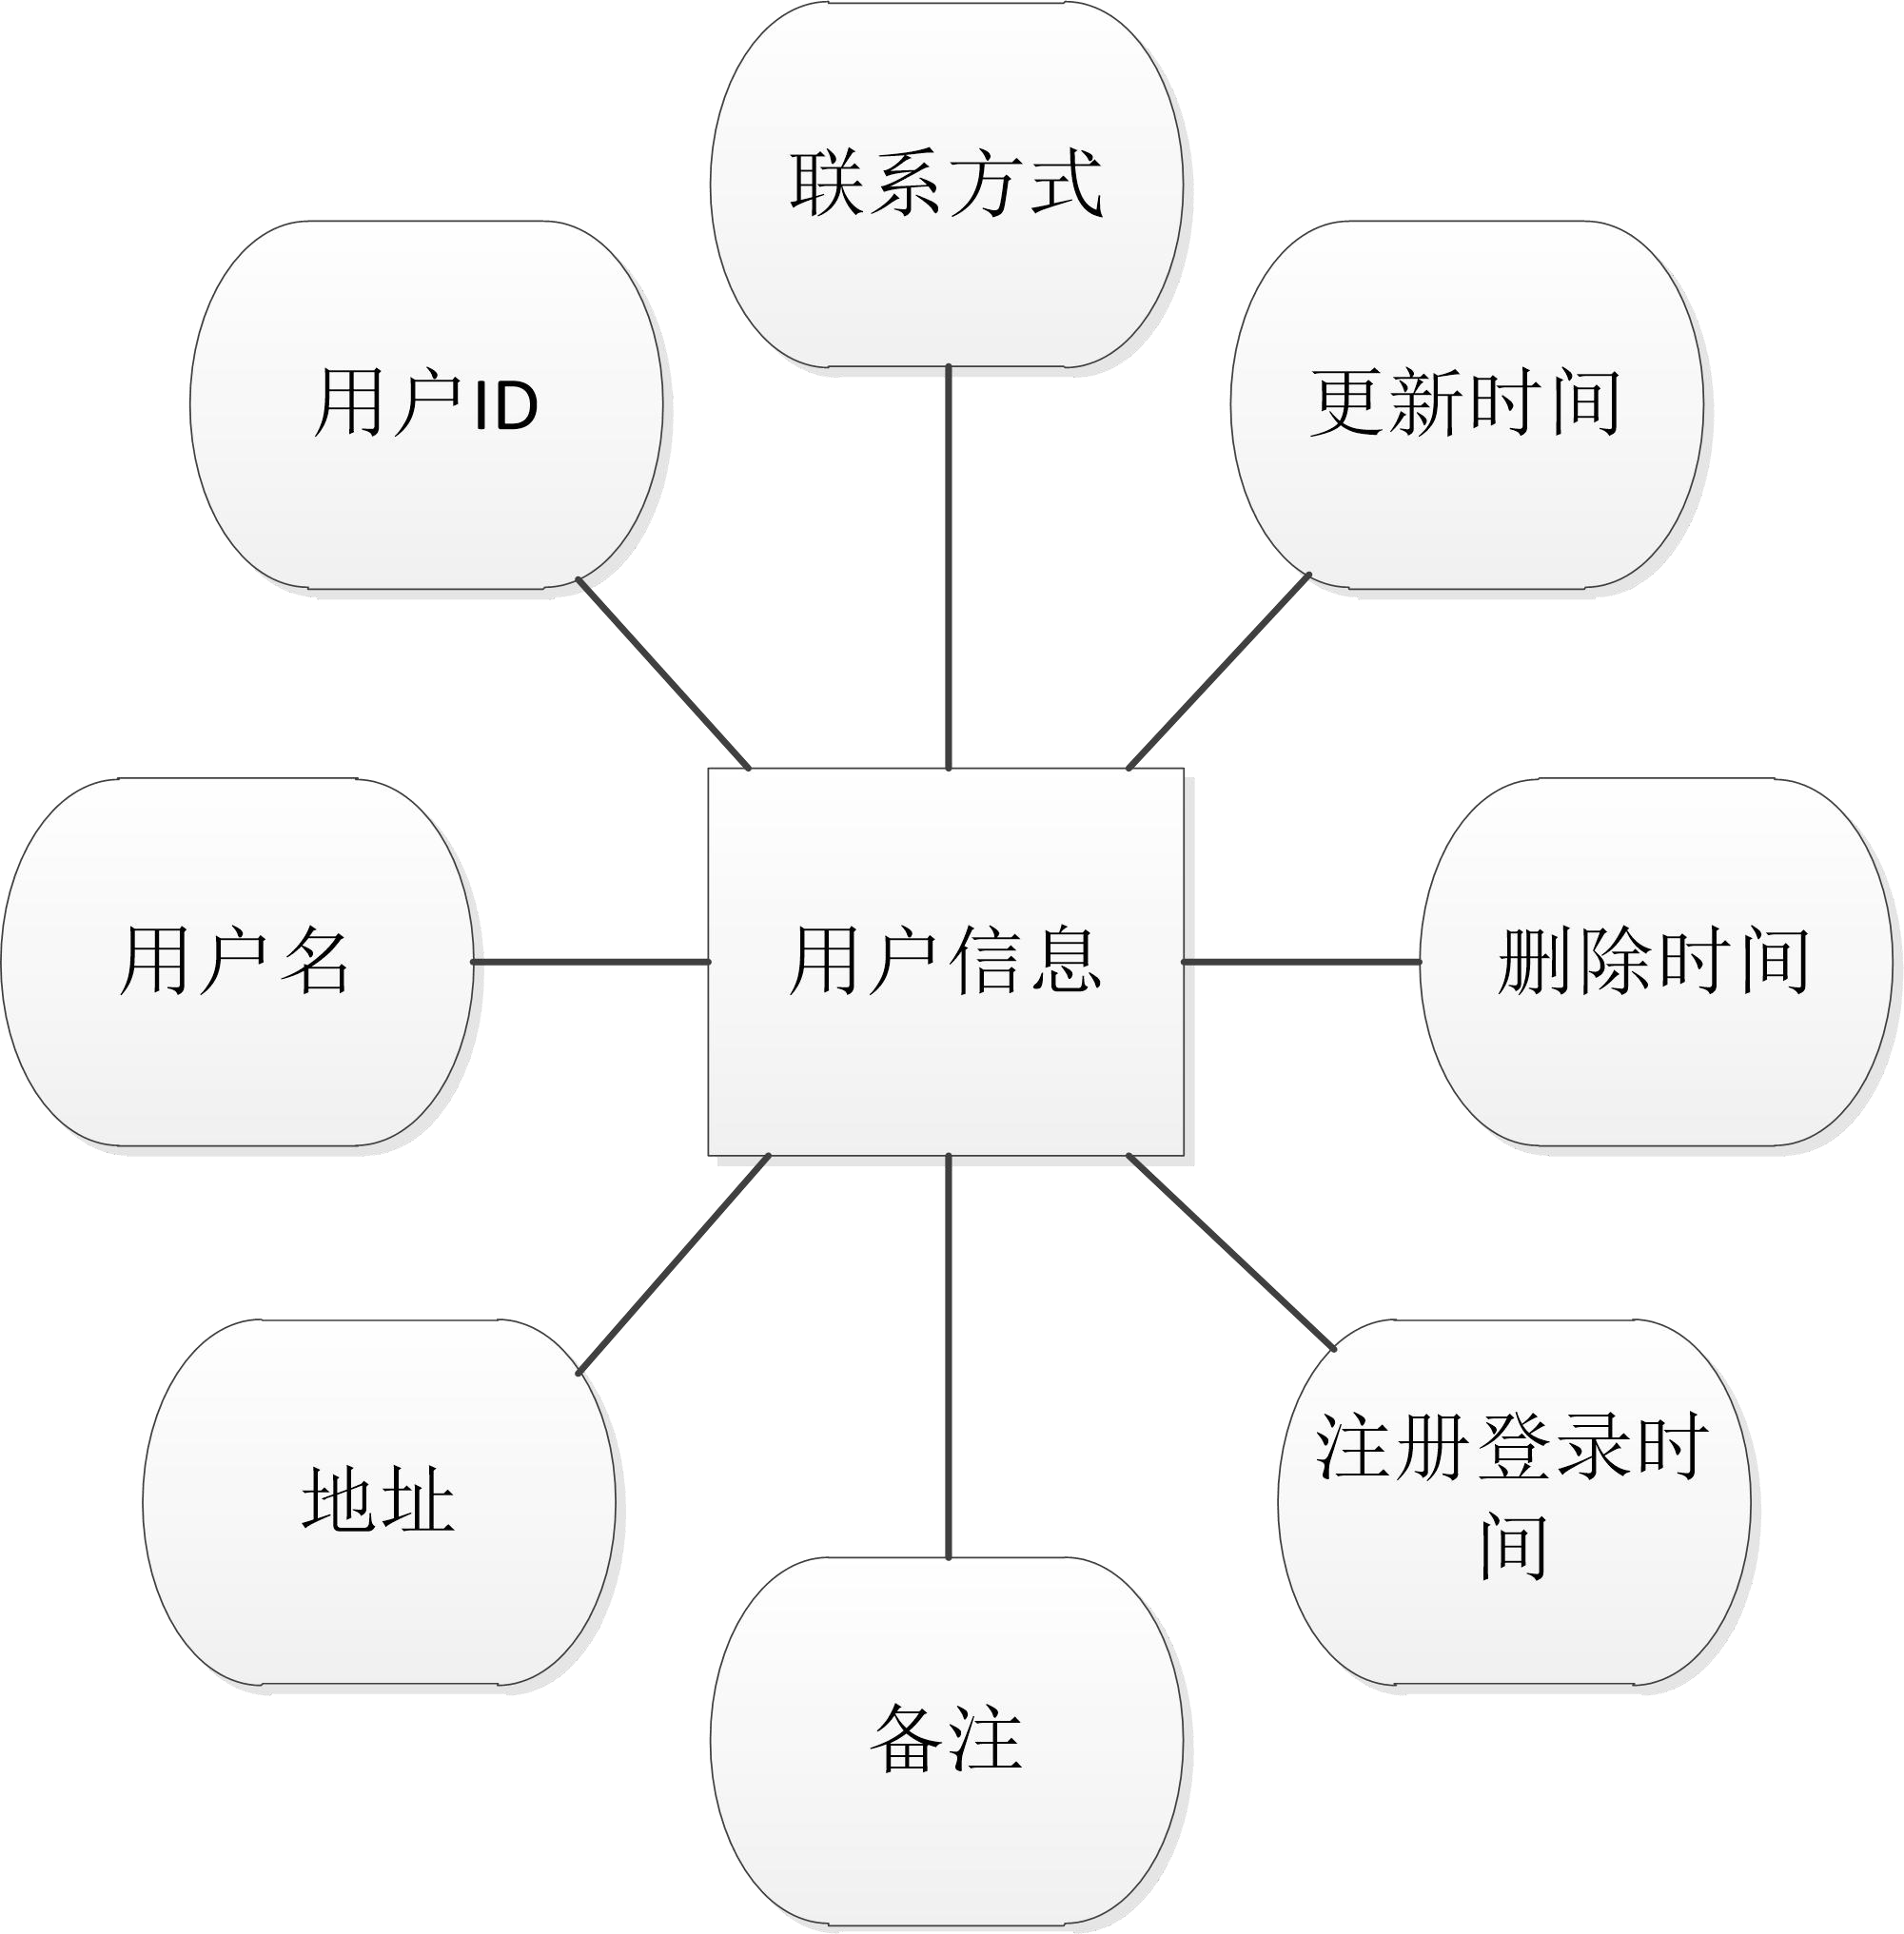 联系方式
用户ID
更新时间
用户名
用户信息
删除时间
地址
注册登录时
间
备注